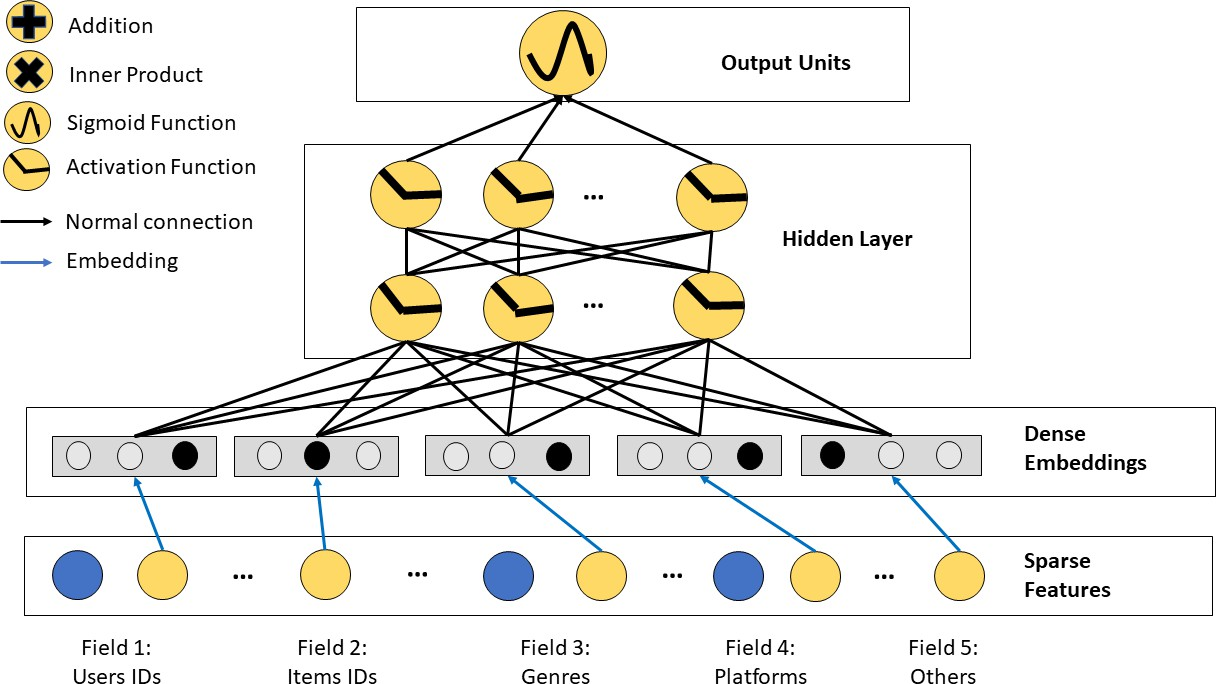 Addition
Inner Product
Sigmoid Function
Activation Function
Normal connection
Embedding
Output Units
...
Hidden Layer
...
Dense
Embeddings
... ... ... ...
Sparse
Features
Field 1:
Users IDs
Field 2:
Items IDs
Field 3:
Genres
Field 4:
Platforms
Field 5:
Others